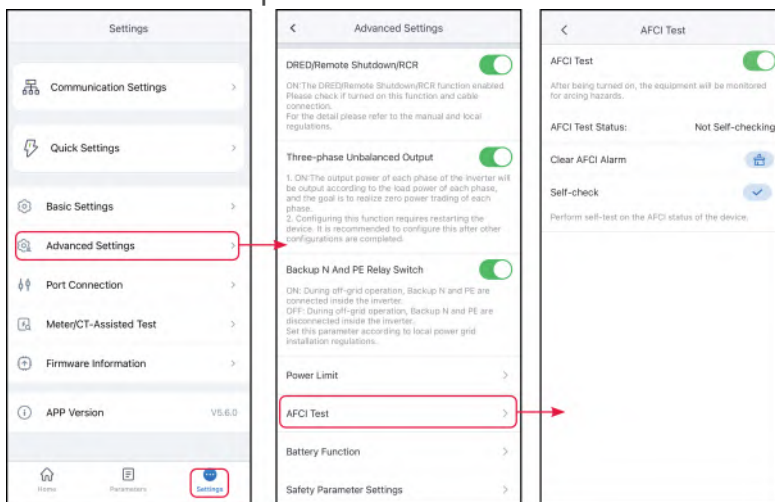 Settings
Communication Settings
Quick Settings
Basic Settings
Advanced Settings
Port Connection
Meter/CT-Assisted Test
Firmware Information
APP Version V5.6.0
Home Parameters Settings
Advanced Settings
DRED/Remote Shutdown/RCR
ON:The DRED/Remote Shutdown/RCR function enabled
Please check if turned on this function and cable
connection.
For the detail please refer to the manual and local
regulations.
Three-phase Unbalanced Output
1. ON:The output power of each phase of the inverter will
be output according to the load power of each phase,
and the goal is to realize zero power trading of each
phase.
2. Configuring this function requires restarting the
device. It is recommended to configure this after other
configurations are completed.
Backup N And PE Relay Switch
ON: During off-grid operation, Backup N and PE are
connected inside the inverter.
OFF: During off-grid operation, Backup N and PE are
disconnected inside the inverter.
Set this parameter according to local power grid
installation regulations.
Power Limit
AFCI Test
Battery Function
Safety Parameter Settings
AFCI Test
AFCI Test
After being turned on, the equipment will be monitored
for arcing hazards.
AFCI Test Status: Not Self-checking
Clear AFCI Alarm
Self-check
Perform self-test on the AFCI status of the device.